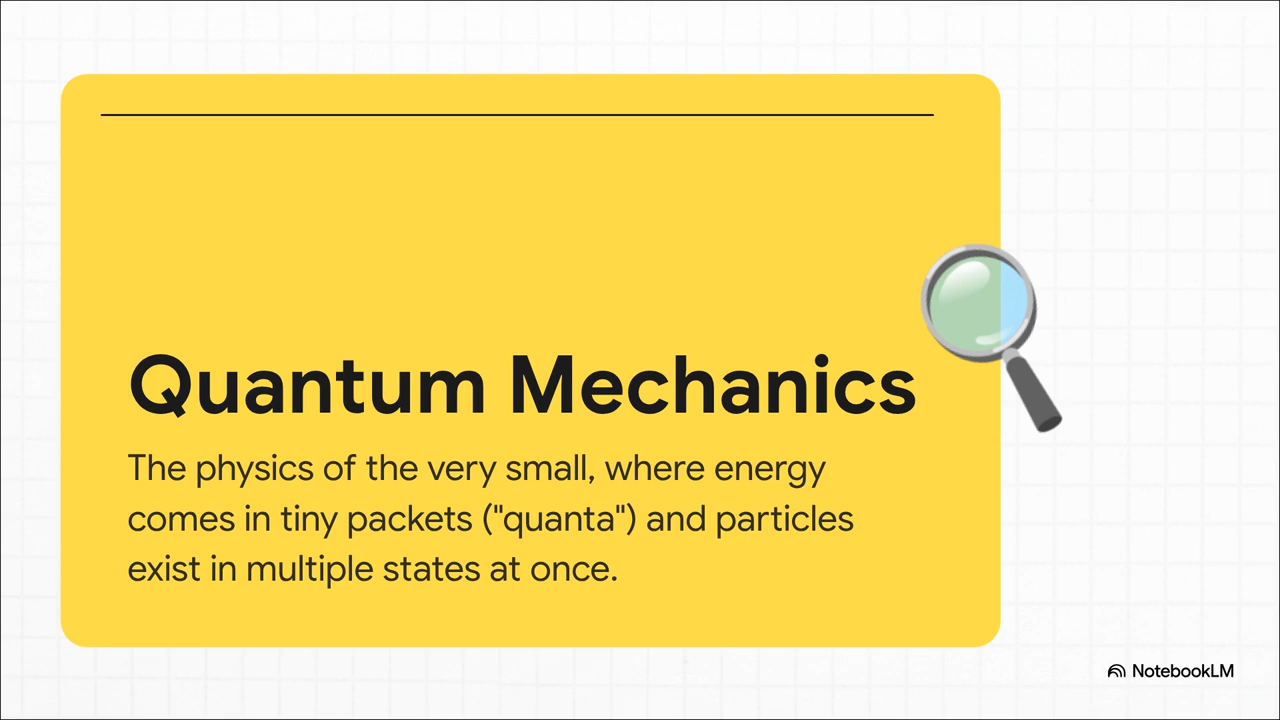 Quantum Mechanics
The physics of the very small, where energy
comes in tiny packets ("quanta") and particles
exist in multiple states at once.
NotebookLM